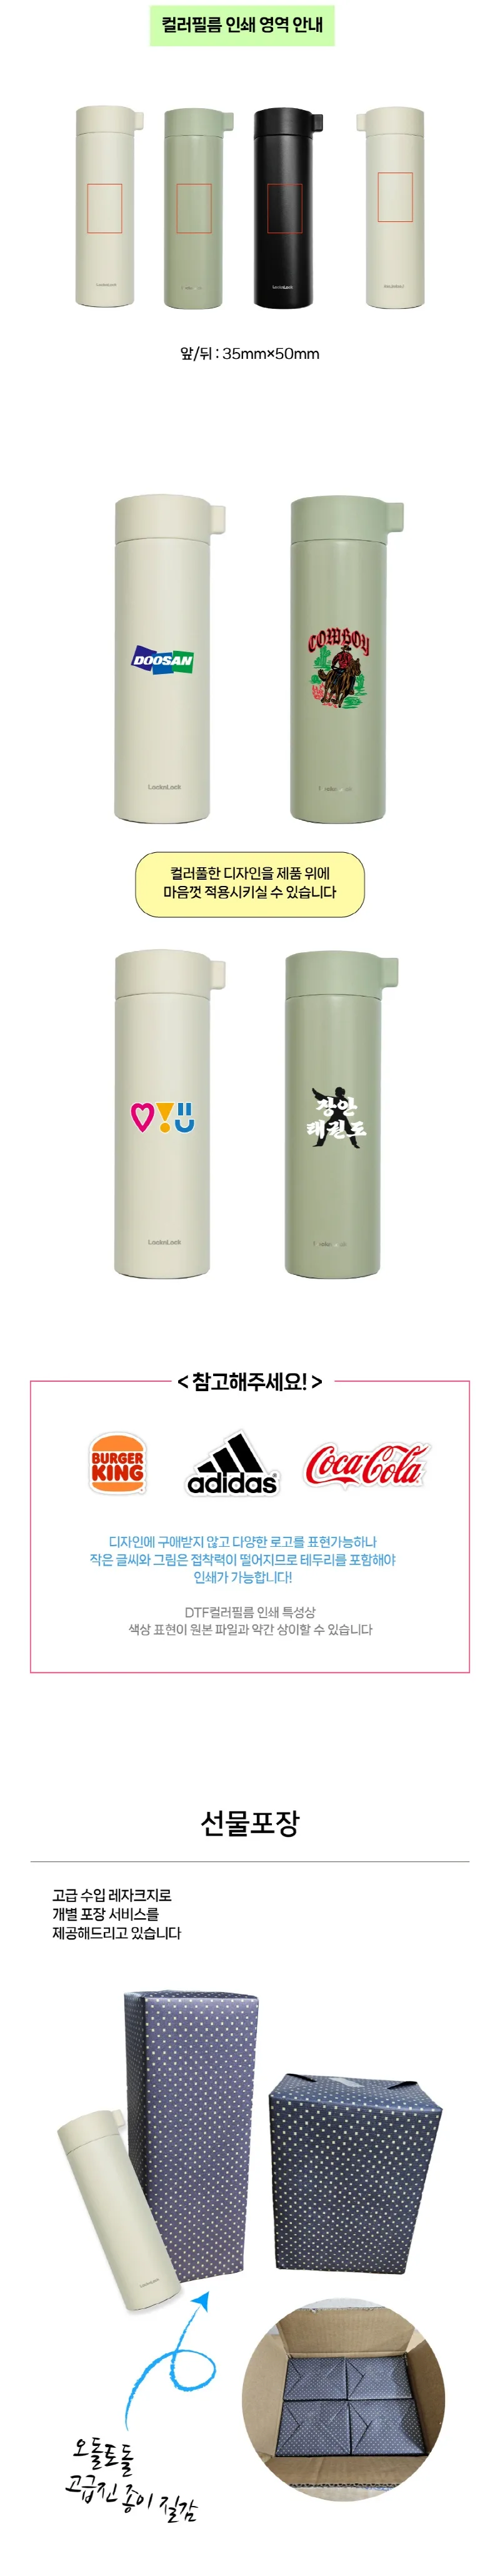 컬러필름 인쇄 영역 안내
LocknLock
LocknLock
앞/뒤 : 35mm×50mm
DOOSAN
COWBOY
LocknLock
컬러풀한 디자인을 제품 위에
마음껏 적용시키실 수 있습니다
장안
태권도
LocknLock
< 참고해주세요! >
BURGER
KING
adidas
Coca-Cola
디자인에 구애받지 않고 다양한 로고를 표현가능하나
작은 글씨와 그림은 접착력이 떨어지므로 테두리를 포함해야
인쇄가 가능합니다!
DTF컬러필름 인쇄 특성상
색상 표현이 원본 파일과 약간 상이할 수 있습니다
선물포장
고급 수입 레자크지로
개별 포장 서비스를
제공해드리고 있습니다
LocknLock
오돌토돌
고급진 종이 질감